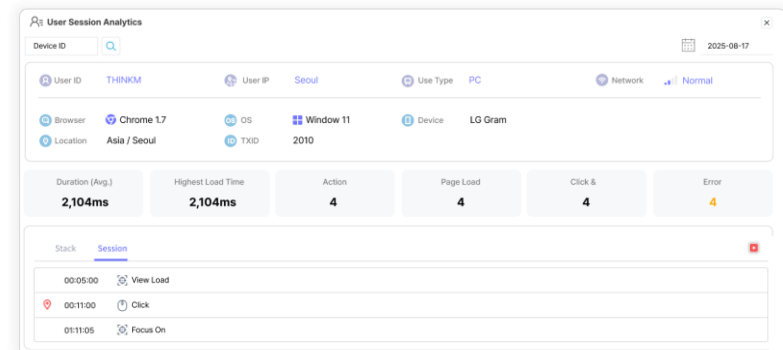 User Session Analytics
Device ID 2025-08-17
User ID THINKM User IP Seoul Use Type PC Network Normal
Browser Chrome 1.7 OS OS Window 11 Device LG Gram
Location Asia / Seoul ID TXID 2010
Duration (Avg.) Highest Load Time Action Page Load Click & Error
2,104ms 2,104ms 4 4 4 4
Stack Session
00:05:00 View Load
00:11:00 Click
01:11:05 Focus On